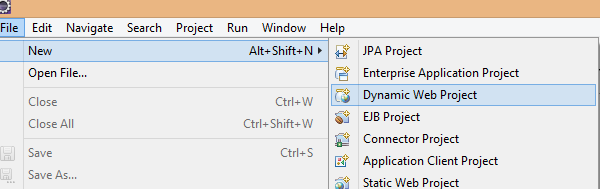 File Edit Navigate Search Project Run Window Help
New Alt+Shift+N
Open File...
Close Ctrl+W
Close All Ctrl+Shift+W
Save Ctrl+S
Save As...
JPA Project
Enterprise Application Project
Dynamic Web Project
EJB Project
Connector Project
Application Client Project
Static Web Project